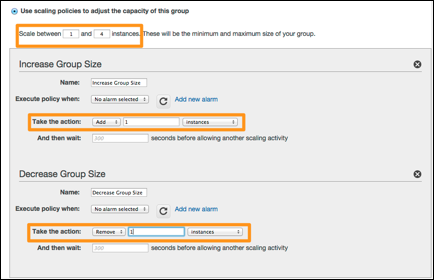 Use scaling policies to adjust the capacity of this group
Scale between 1 and 4 instances. These will be the minimum and maximum size of your group.
Increase Group Size
Name: Increase Group Size
Execute policy when: No alarm selected Add new alarm
Take the action: Add 1 instances
And then wait: 300 seconds before allowing another scaling activity
Decrease Group Size
Name: Decrease Group Size
Execute policy when: No alarm selected Add new alarm
Take the action: Remove 1 instances
And then wait: 300 seconds before allowing another scaling activity